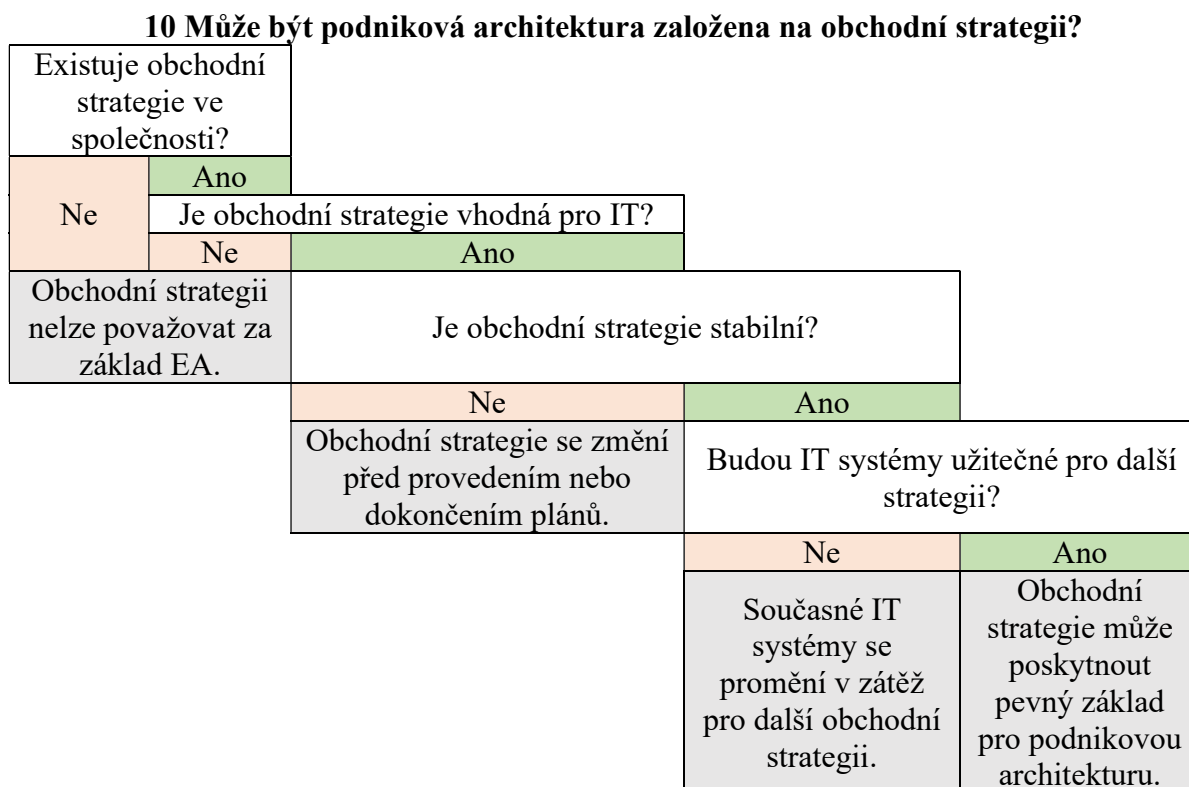 10 Může být podniková architektura založena na obchodní strategii?
Existuje obchodní
strategie ve
společnosti?
Ano
Ne
Je obchodní strategie vhodná pro IT?
Ne
Ano
Obchodní strategii
nelze považovat za
základ EA.
Je obchodní strategie stabilní?
Ne
Ano
Obchodní strategie se změní
před provedením nebo
dokončením plánů.
Budou IT systémy užitečné pro další
strategii?
Ne
Ano
Současné IT
systémy se
promění v zátěž
pro další obchodní
strategii.
Obchodní
strategie může
poskytnout
pevný základ
pro podnikovou
architekturu.